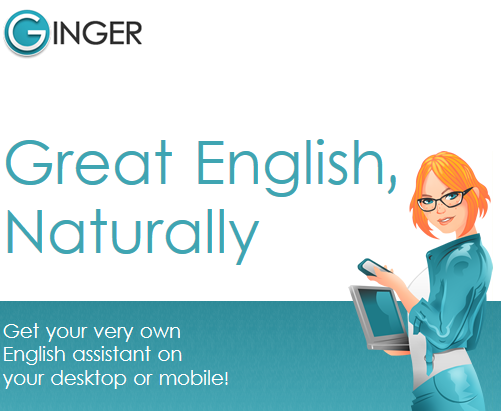 GINGER
Great English,
Naturally
Get your very own
English assistant on
your desktop or mobile!